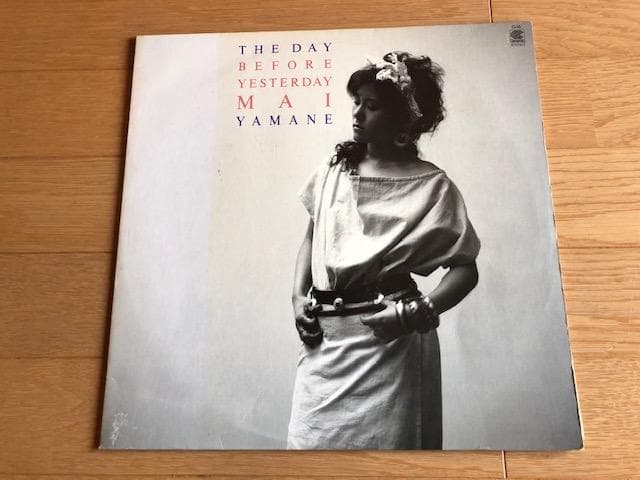 THE DAY
BEFORE
YESTERDAY
MAI
YAMANE